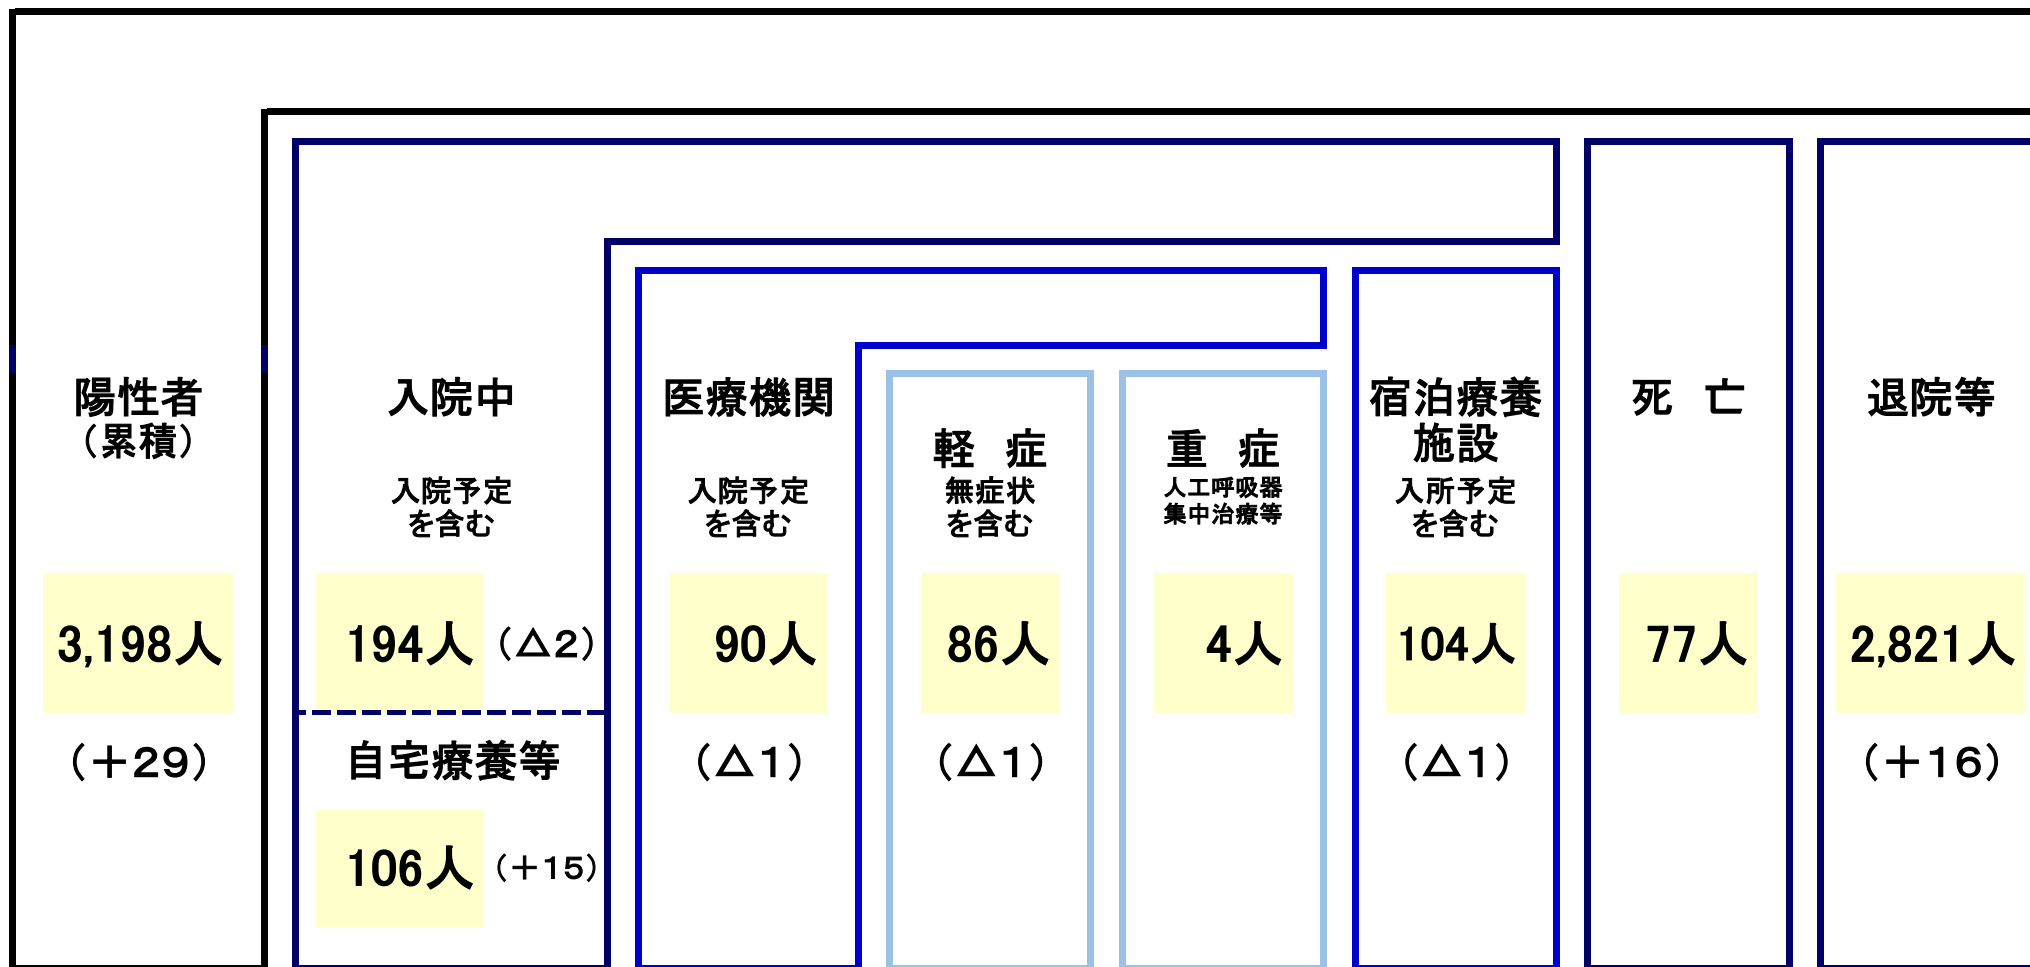 陽性者
（累積）
3,198人
（＋29）
入院中
入院予定
を含む
194人（△2）
自宅療養等
106人（＋15）
医療機関
入院予定
を含む
90人
（△1）
軽　症
無症状
を含む
86人
（△1）
重　症
人工呼吸器
集中治療等
4人
宿泊療養
施設
入所予定
を含む
104人
（△1）
死　亡
77人
退院等
2,821人
（＋16）